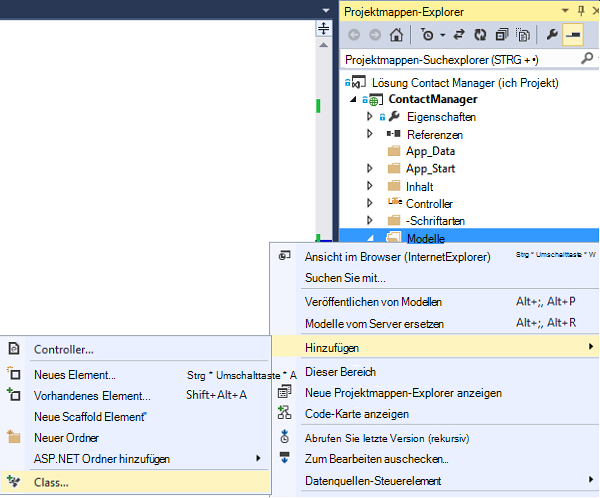 Projektmappen-Explorer
Projektmappen-Suchexplorer (STRG + •)
Lösung Contact Manager (ich Projekt)
ContactManager
Eigenschaften
Referenzen
App_Data
App_Start
Inhalt
Controller
-Schriftarten
Modelle
Ansicht im Browser (InternetExplorer) Strg * Umschalttaste * W
Suchen Sie mit...
Veröffentlichen von Modellen Alt+;, Alt+P
Modelle vom Server ersetzen Alt+;, Alt+R
Hinzufügen
Dieser Bereich
Neue Projektmappen-Explorer anzeigen
Code-Karte anzeigen
Abrufen Sie letzte Version (rekursiv)
Zum Bearbeiten auschecken...
Datenquellen-Steuerelement
Controller...
Neues Element... Strg * Umschalttaste * A
Vorhandenes Element... Shift+Alt+A
Neue Scaffold Element"
Neuer Ordner
ASP.NET Ordner hinzufügen
Class...